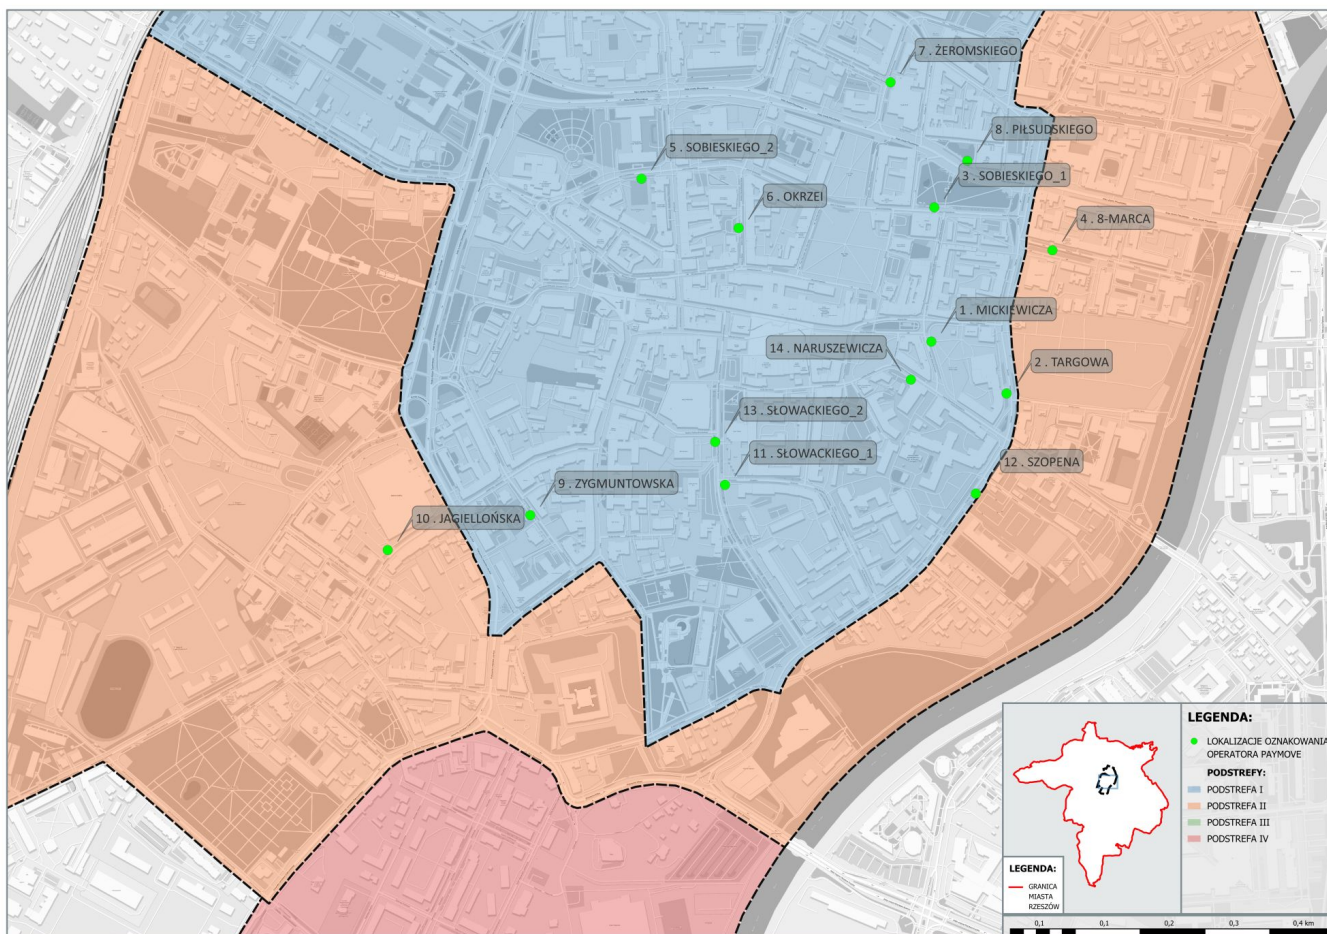 7 . ŻEROMSKIEGO
8 . PIŁSUDSKIEGO
5 . SOBIESKIEGO_2
3 . SOBIESKIEGO_1
6 . OKRZEI
4 . 8-MARCA
1 . MICKIEWICZA
14 . NARUSZEWICZA
2 . TARGOWA
13 . SŁOWACKIEGO_2
11 . SŁOWACKIEGO_1
12 . SZOPENA
9 . ZYGMUNTOWSKA
10 . JAGIELLOŃSKA
LEGENDA:
LOKALIZACJE OZNAKOWANIA
OPERATORA PAYMOVE
PODSTREFY:
PODSTREFA I
PODSTREFA II
PODSTREFA III
PODSTREFA IV
LEGENDA:
GRANICA
MIASTA
RZESZÓW
0,1 0,1 0,2 0,3 0,4 km